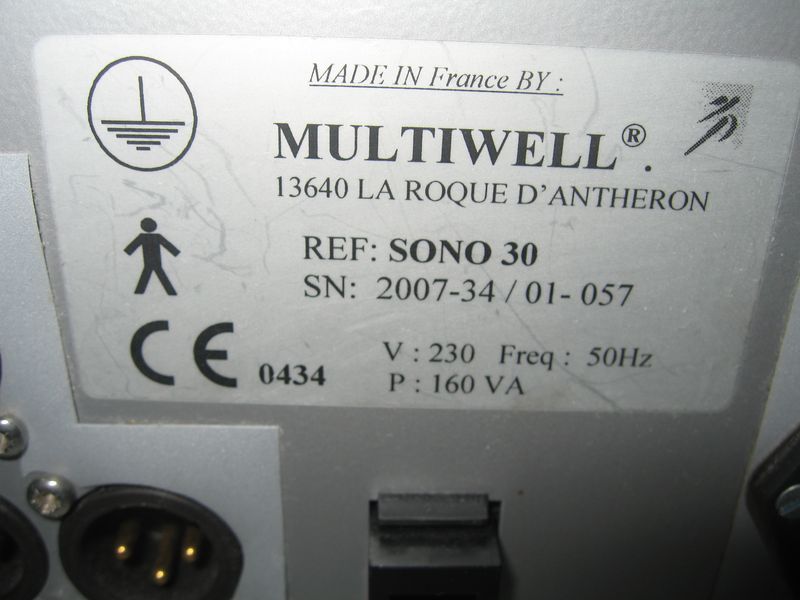 MADE IN France BY :
MULTIWELL®.
13640 LA ROQUE D'ANTHERON
REF: SONO 30
SN: 2007-34 / 01- 057
CE 0434
V : 230 Freq : 50Hz
P : 160 VA